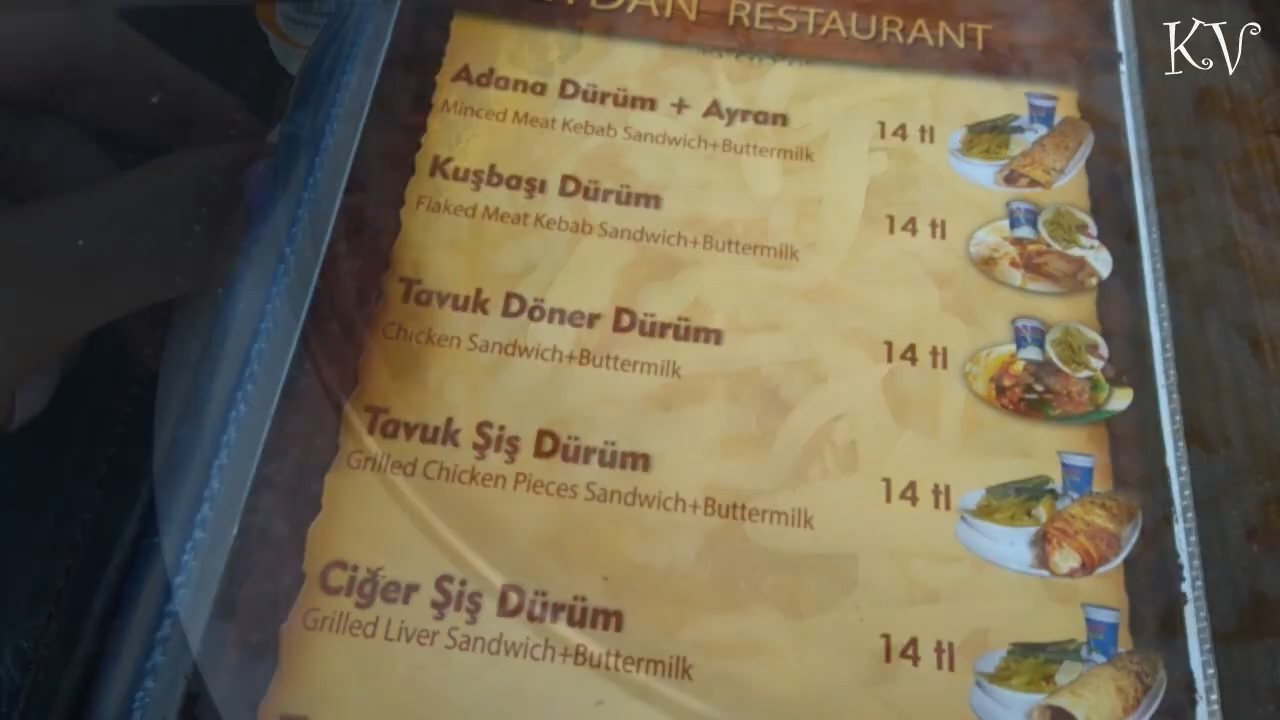 RESTAURANT
KV
Adana Dürüm + Ayran
Minced Meat Kebab Sandwich+Buttermilk
14 tl
Kuşbaşı Dürüm
Flaked Meat Kebab Sandwich+Buttermilk
14 tl
Tavuk Döner Dürüm
Chicken Sandwich+Buttermilk
14 tl
Tavuk Şiş Dürüm
Grilled Chicken Pieces Sandwich+Buttermilk
14 tl
Ciğer Şiş Dürüm
Grilled Liver Sandwich+Buttermilk
14 tl